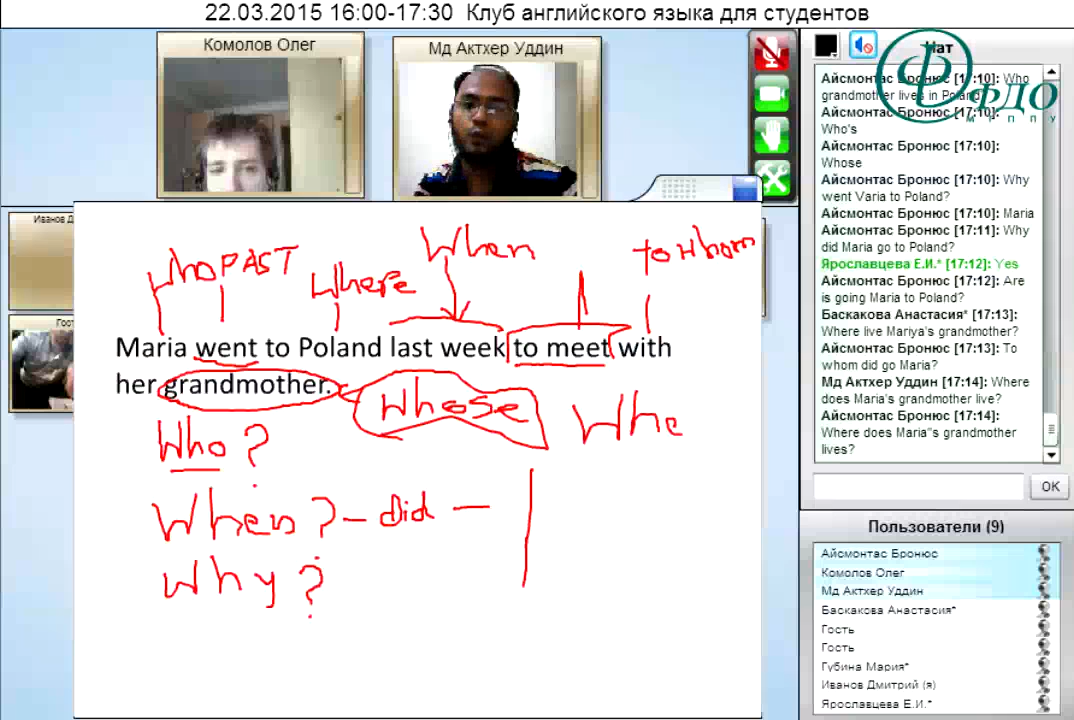 22.03.2015 16:00-17:30 Клуб английского языка для студентов
Комолов Олег
Мд Актхер Уддин
Иванов Д
Гост
who PAST
Where
When
to whom
Maria went to Poland last week to meet with
her grandmother.
Whose
Whe
Who?
When? - did -
Why?
Чат
ФДО
М Г П П У
Айсмонтас Бронюс [17:10]: Who
grandmother lives in Poland?
Айсмонтас Бронюс [17:10]:
Who's
Айсмонтас Бронюс [17:10]:
Whose
Айсмонтас Бронюс [17:10]: Why
went Varia to Poland?
Айсмонтас Бронюс [17:10]: Maria
Айсмонтас Бронюс [17:11]: Why
did Maria go to Poland?
Ярославцева Е.И.* [17:12]: Yes
Айсмонтас Бронюс [17:12]: Are
is going Maria to Poland?
Баскакова Анастасия* [17:13]:
Where live Mariya's grandmother?
Айсмонтас Бронюс [17:13]: To
whom did go Maria?
Мд Актхер Уддин [17:14]: Where
does Maria's grandmother live?
Айсмонтас Бронюс [17:14]:
Where does Maria"s grandmother
lives?
OK
Пользователи (9)
Айсмонтас Бронюс
Комолов Олег
Мд Актхер Уддин
Баскакова Анастасия*
Гость
Гость
Губина Мария*
Иванов Дмитрий (я)
Ярославцева Е.И.*